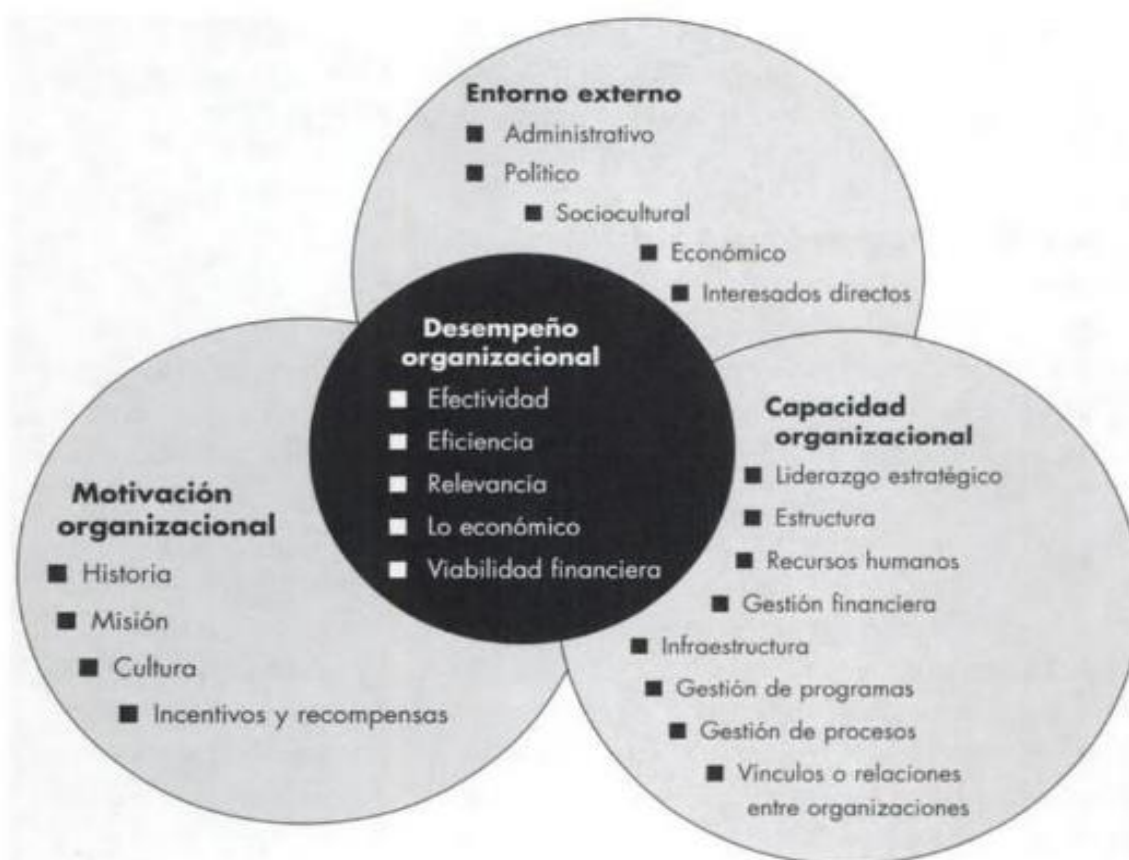 Entorno externo
Administrativo
Político
Sociocultural
Económico
Interesados directos
Desempeño
organizacional
Efectividad
Eficiencia
Relevancia
Lo económico
Viabilidad financiera
Motivación
organizacional
Historia
Misión
Cultura
Incentivos y recompensas
Capacidad
organizacional
Liderazgo estratégico
Estructura
Recursos humanos
Gestión financiera
Infraestructura
Gestión de programas
Gestión de procesos
Vínculos o relaciones
entre organizaciones